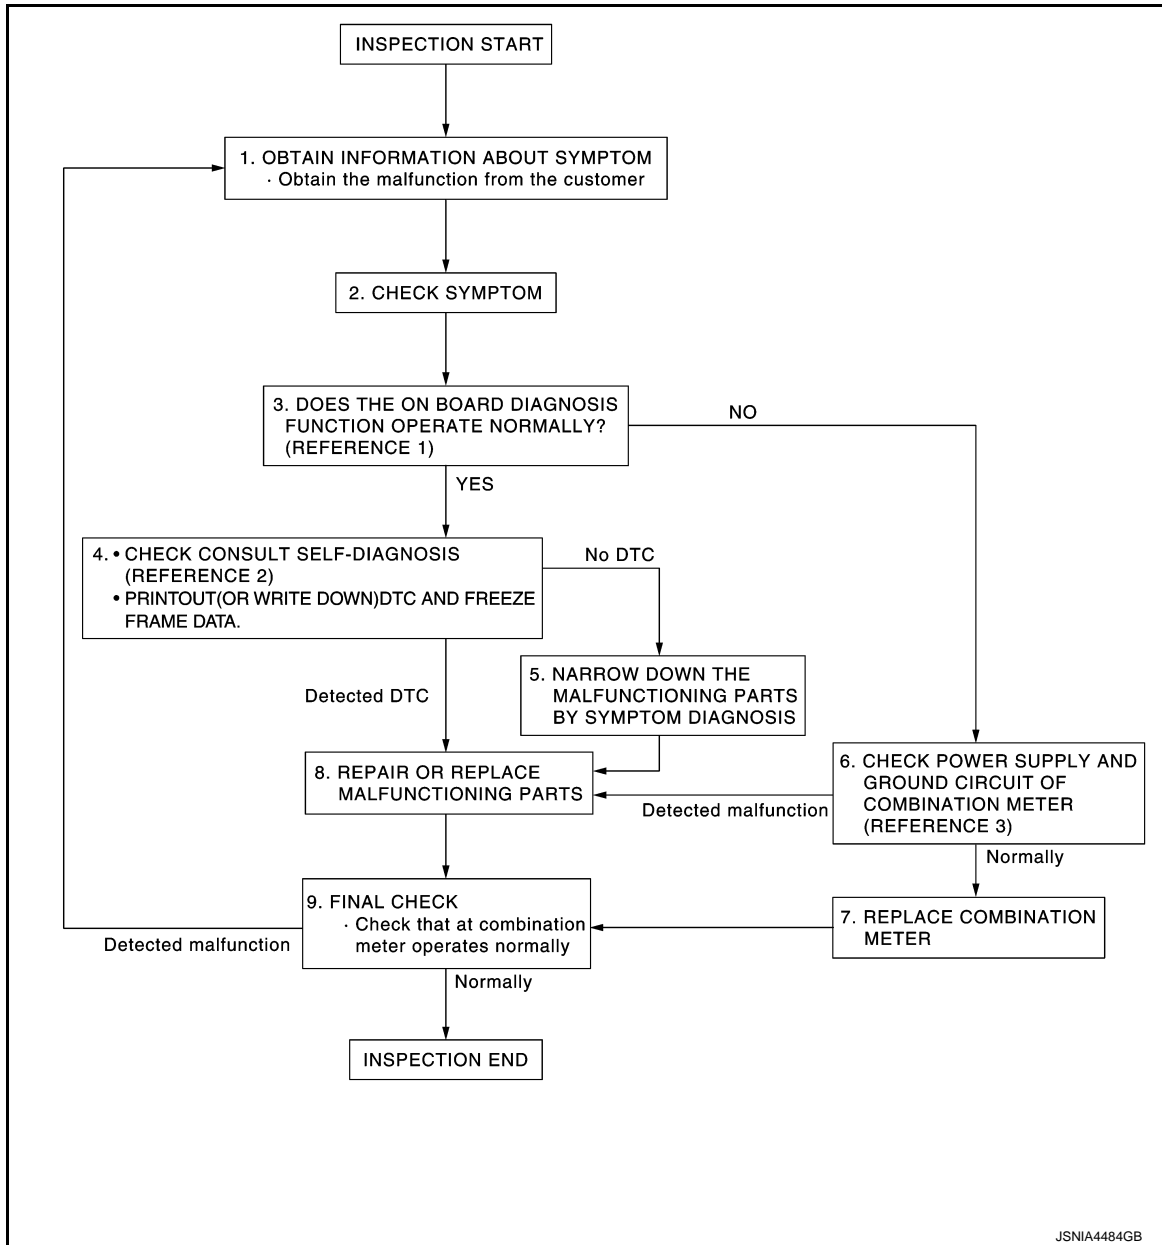 INSPECTION START
1. OBTAIN INFORMATION ABOUT SYMPTOM
· Obtain the malfunction from the customer
2. CHECK SYMPTOM
3. DOES THE ON BOARD DIAGNOSIS
FUNCTION OPERATE NORMALLY?
(REFERENCE 1)
NO
YES
4. • CHECK CONSULT SELF-DIAGNOSIS
(REFERENCE 2)
• PRINTOUT(OR WRITE DOWN)DTC AND FREEZE
FRAME DATA.
No DTC
Detected DTC
5. NARROW DOWN THE
MALFUNCTIONING PARTS
BY SYMPTOM DIAGNOSIS
6. CHECK POWER SUPPLY AND
GROUND CIRCUIT OF
COMBINATION METER
(REFERENCE 3)
8. REPAIR OR REPLACE
MALFUNCTIONING PARTS
Detected malfunction
Normally
7. REPLACE COMBINATION
METER
9. FINAL CHECK
· Check that at combination
meter operates normally
Detected malfunction
Normally
INSPECTION END
JSNIA4484GB